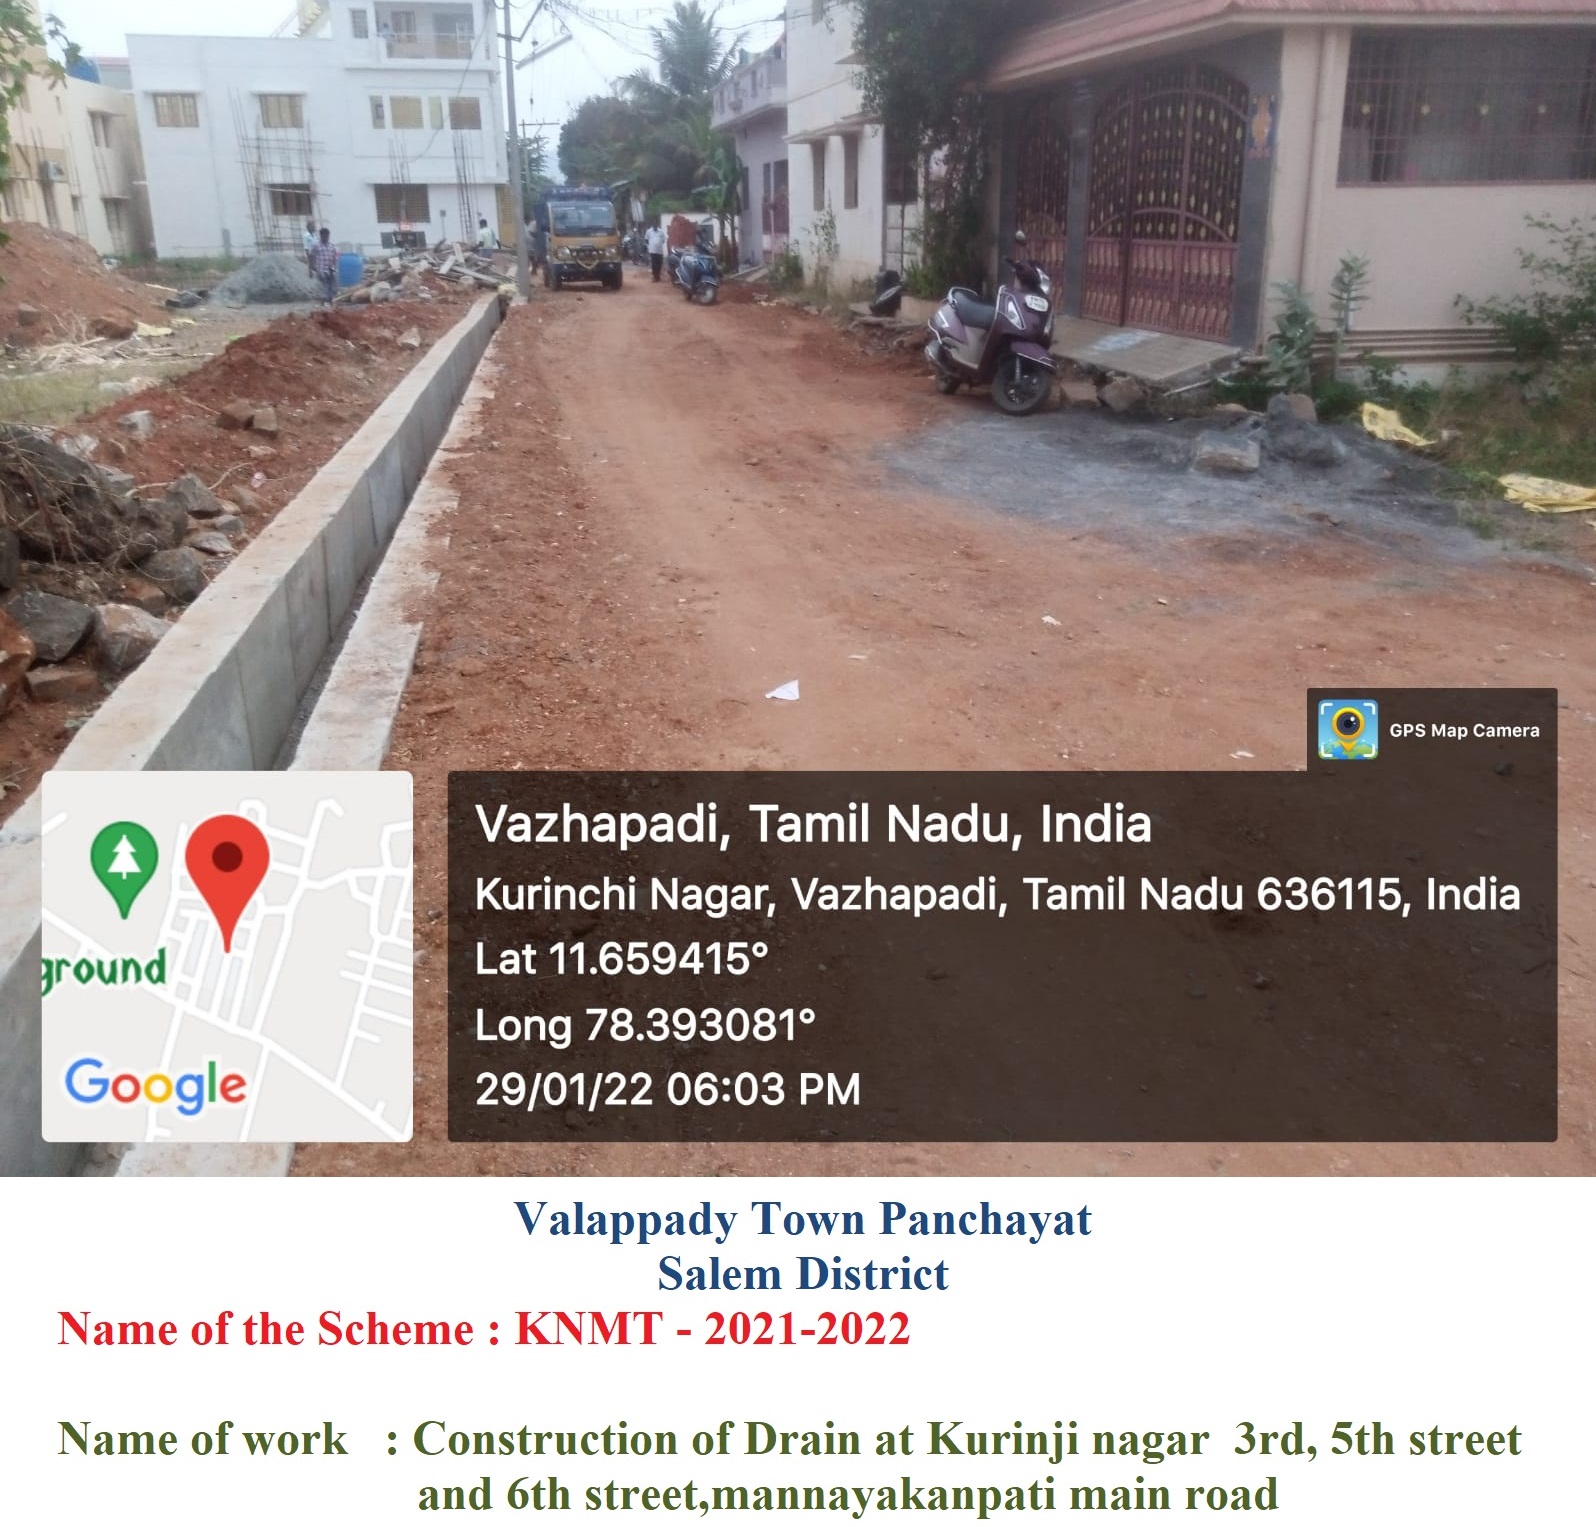 GPS Map Camera
Vazhapadi, Tamil Nadu, India
Kurinchi Nagar, Vazhapadi, Tamil Nadu 636115, India
Lat 11.659415°
Long 78.393081°
29/01/22 06:03 PM
ground
Google
Valappady Town Panchayat
Salem District
Name of the Scheme : KNMT - 2021-2022
Name of work : Construction of Drain at Kurinji nagar 3rd, 5th street
and 6th street,mannayakanpati main road